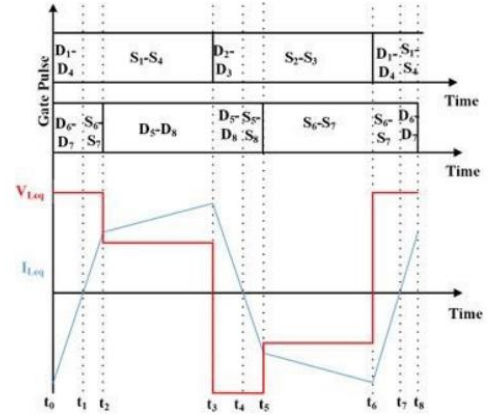 Gate Pulse
D₁- D₄
S₁-S₄
D₂- D₃
S₂-S₃
D₁- D₄
S₁- S₄
Time
D₆- D₇
S₆- S₇
D₅-D₈
D₅- D₈
S₅- S₈
S₆-S₇
S₆- S₇
D₆- D₇
Time
V_Leq
I_Leq
Time
t₀ t₁ t₂ t₃ t₄ t₅ t₆ t₇ t₈